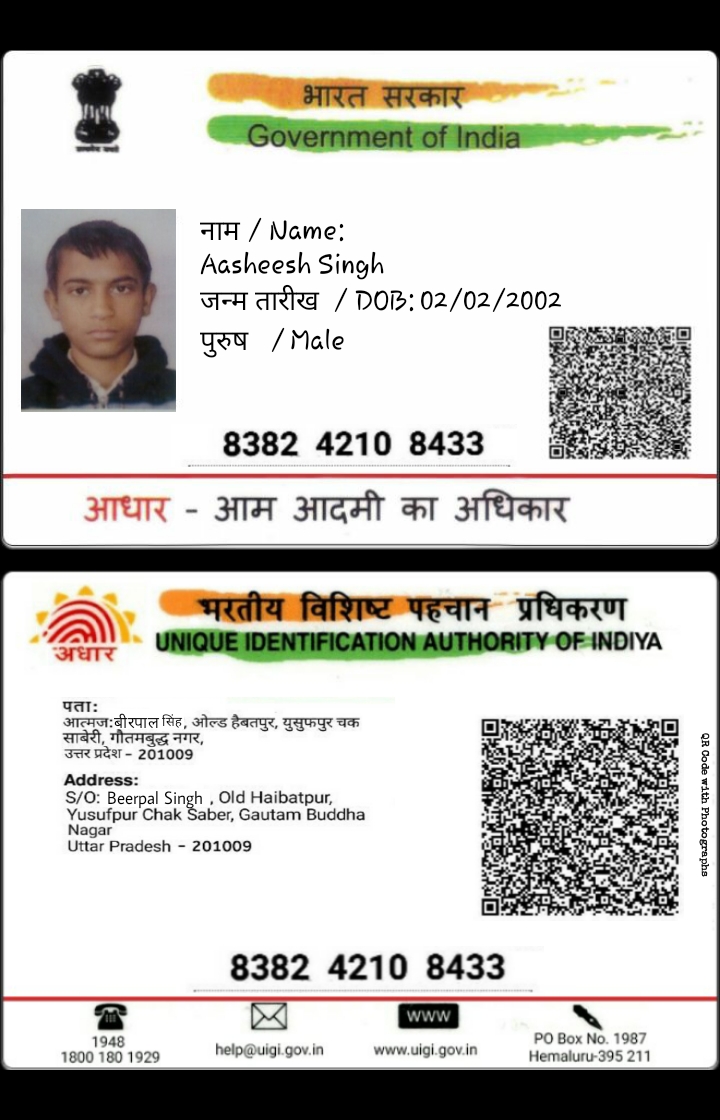 भारत सरकार
Government of India
नाम / Name:
Aasheesh Singh
जन्म तारीख / DOB: 02/02/2002
पुरुष / Male
8382 4210 8433
आधार - आम आदमी का अधिकार
अधार
भरतीय विशिष्ट पहचान प्रधिकरण
UNIQUE IDENTIFICATION AUTHORITY OF INDIYA
पता:
आत्मज:बीरपाल सिंह, ओल्ड हैबतपुर, युसुफपुर चक
साबेरी, गौतमबुद्ध नगर,
उत्तर प्रदेश - 201009
Address:
S/O: Beerpal Singh , Old Haibatpur,
Yusufpur Chak Saber, Gautam Buddha
Nagar
Uttar Pradesh - 201009
QR Code with Photographs
8382 4210 8433
WWW
1948
1800 180 1929
help@uigi.gov.in
www.uigi.gov.in
PO Box No. 1987
Hemaluru-395 211